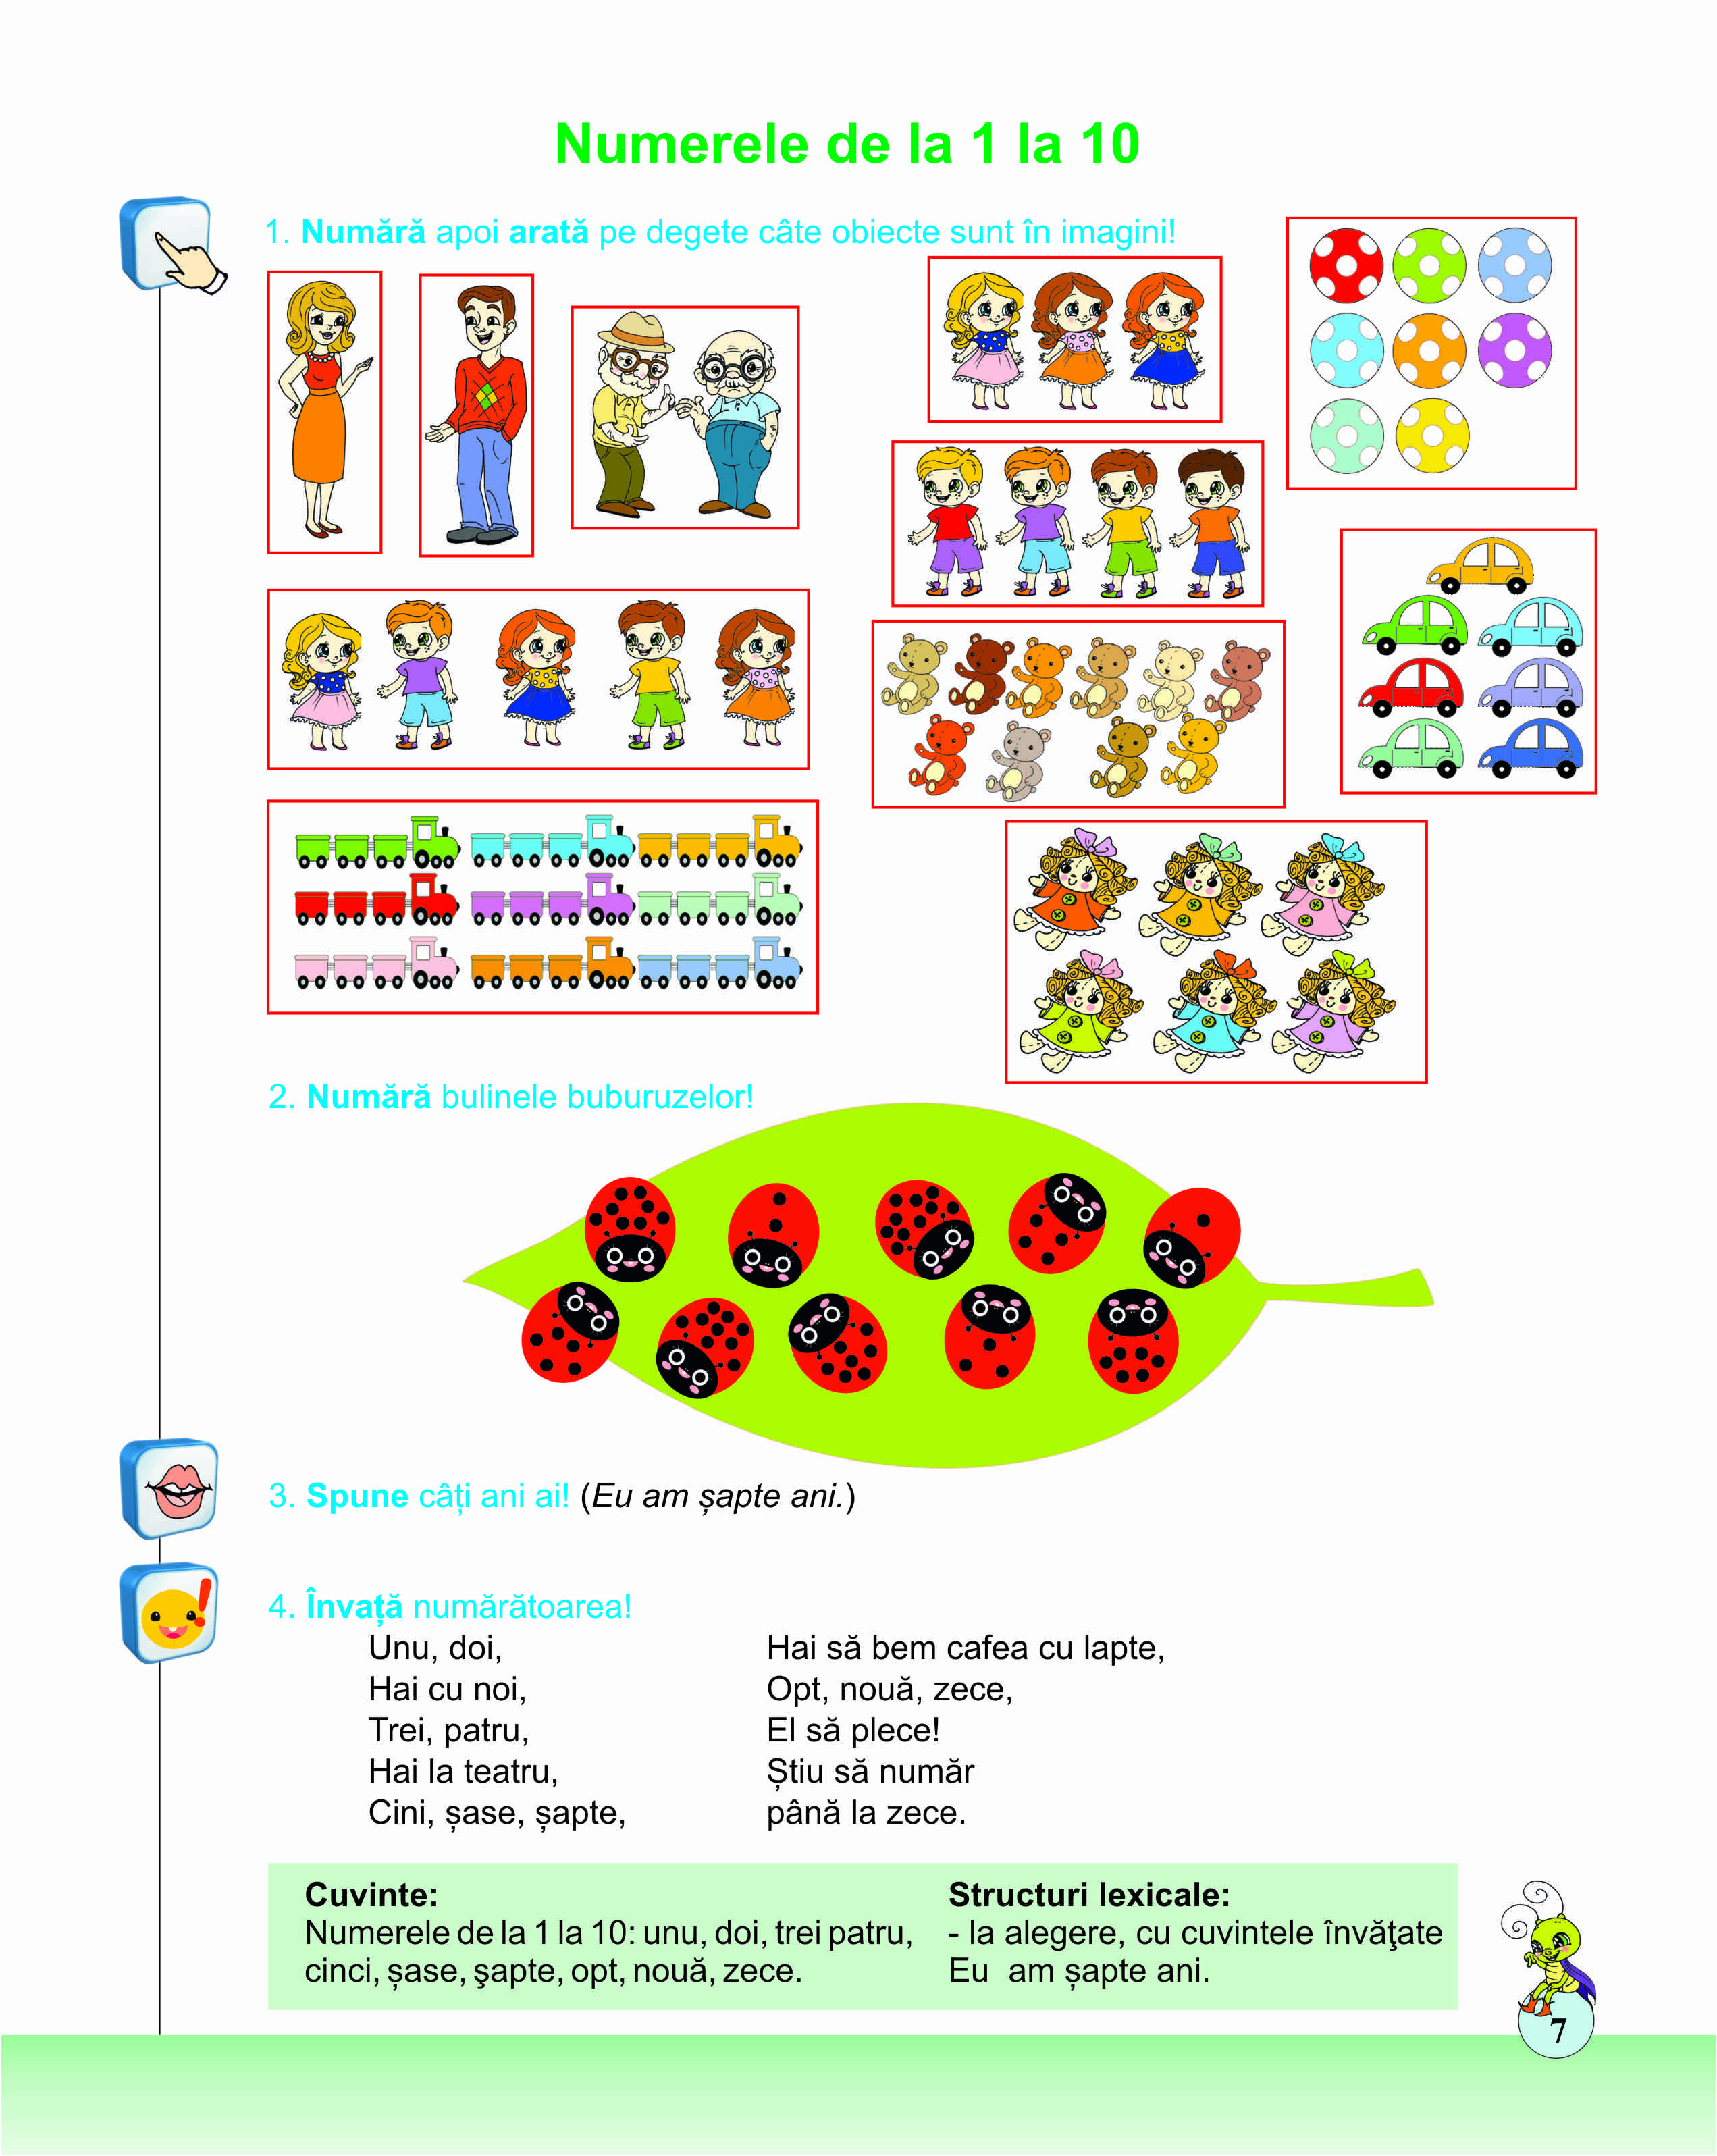 Numerele de la 1 la 10
1. Numără apoi arată pe degete câte obiecte sunt în imagini!
2. Numără bulinele buburuzelor!
3. Spune câți ani ai! (Eu am șapte ani.)
4. Învață numărătoarea!
Unu, doi,
Hai cu noi,
Trei, patru,
Hai la teatru,
Cini, șase, șapte,
Hai să bem cafea cu lapte,
Opt, nouă, zece,
El să plece!
Știu să număr
până la zece.
Cuvinte:
Numerele de la 1 la 10: unu, doi, trei patru,
cinci, șase, şapte, opt, nouă, zece.
Structuri lexicale:
- la alegere, cu cuvintele învăţate
Eu am șapte ani.
7